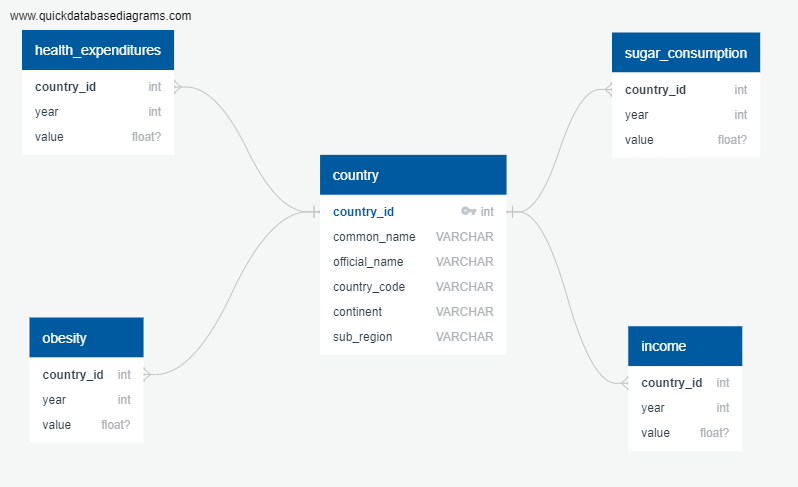 www.quickdatabasediagrams.com
health_expenditures
country_id int
year int
value float?
sugar_consumption
country_id int
year int
value float?
country
country_id int
common_name VARCHAR
official_name VARCHAR
country_code VARCHAR
continent VARCHAR
sub_region VARCHAR
obesity
country_id int
year int
value float?
income
country_id int
year int
value float?